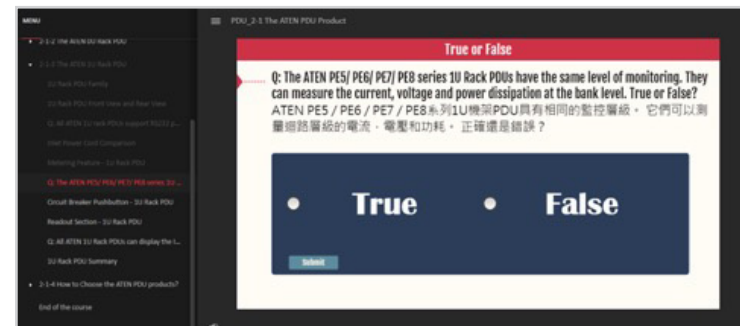 MENU
PDU_2-1 The ATEN PDU Product
2-1-2 The ATEN 0U Rack PDU
2-1-3 The ATEN 1U Rack PDU
1U Rack PDU Family
1U Rack PDU Front View and Rear View
Q: All ATEN 1U rack PDUs support 1U/2U p...
Inlet Power Cord Comparison
Metering Feature - 1U Rack PDU
Q: The ATEN PE5/ PE6/ PE7/ PE8 series 1U ...
Circuit Breaker Pushbutton - 1U Rack PDU
Readout Section - 1U Rack PDU
Q: All ATEN 1U Rack PDUs can display the I...
1U Rack PDU Summary
2-1-4 How to Choose the ATEN PDU products?
End of the course
True or False
Q: The ATEN PE5/ PE6/ PE7/ PE8 series 1U Rack PDUs have the same level of monitoring. They
can measure the current, voltage and power dissipation at the bank level. True or False?
ATEN PE5 / PE6 / PE7 / PE8系列1U機架PDU具有相同的監控層級。 它們可以測
量迴路層級的電流、電壓和功耗。 正確還是錯誤？
True
False
Submit